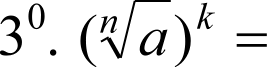 3⁰. (ⁿ√a)ᵏ =